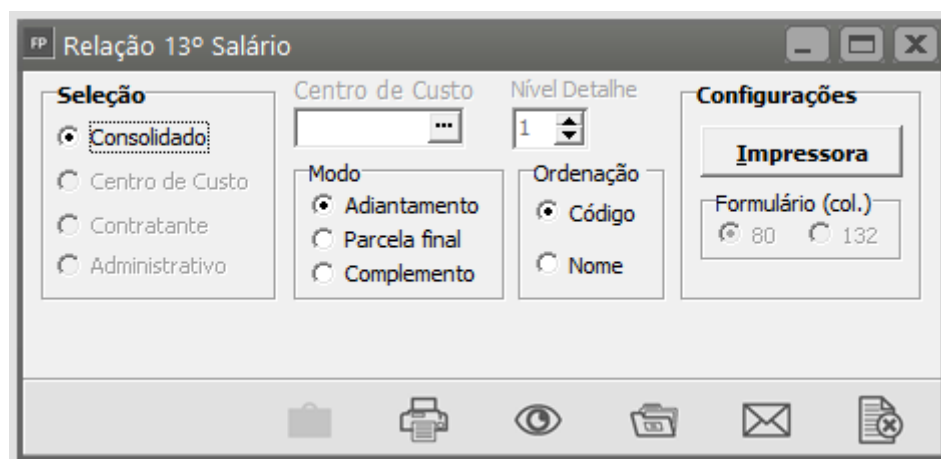 FP Relação 13º Salário
Seleção
Consolidado
Centro de Custo
Contratante
Administrativo
Centro de Custo
...
Nível Detalhe
1
Modo
Adiantamento
Parcela final
Complemento
Ordenação
Código
Nome
Configurações
Impressora
Formulário (col.)
80 132